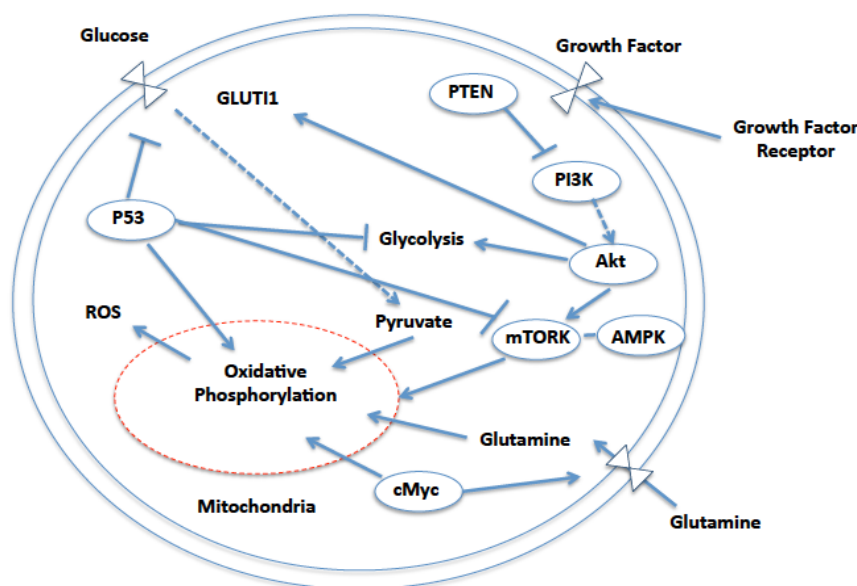 Glucose
Growth Factor
GLUTI1
PTEN
Growth Factor
Receptor
PI3K
P53
Glycolysis
Akt
ROS
Pyruvate
mTORK
AMPK
Oxidative
Phosphorylation
Glutamine
cMyc
Mitochondria
Glutamine